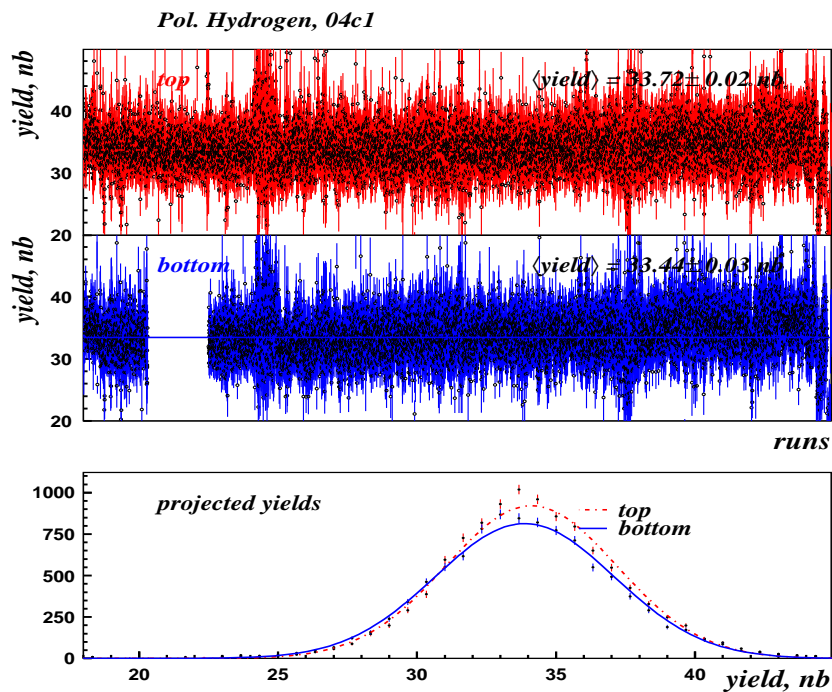 Pol. Hydrogen, 04c1
yield, nb
top
⟨yield⟩ = 33.72± 0.02 nb
40
30
20
yield, nb
bottom
⟨yield⟩ = 33.44± 0.03 nb
40
30
20
runs
projected yields
top
bottom
1000
750
500
250
0
20 25 30 35 40
yield, nb